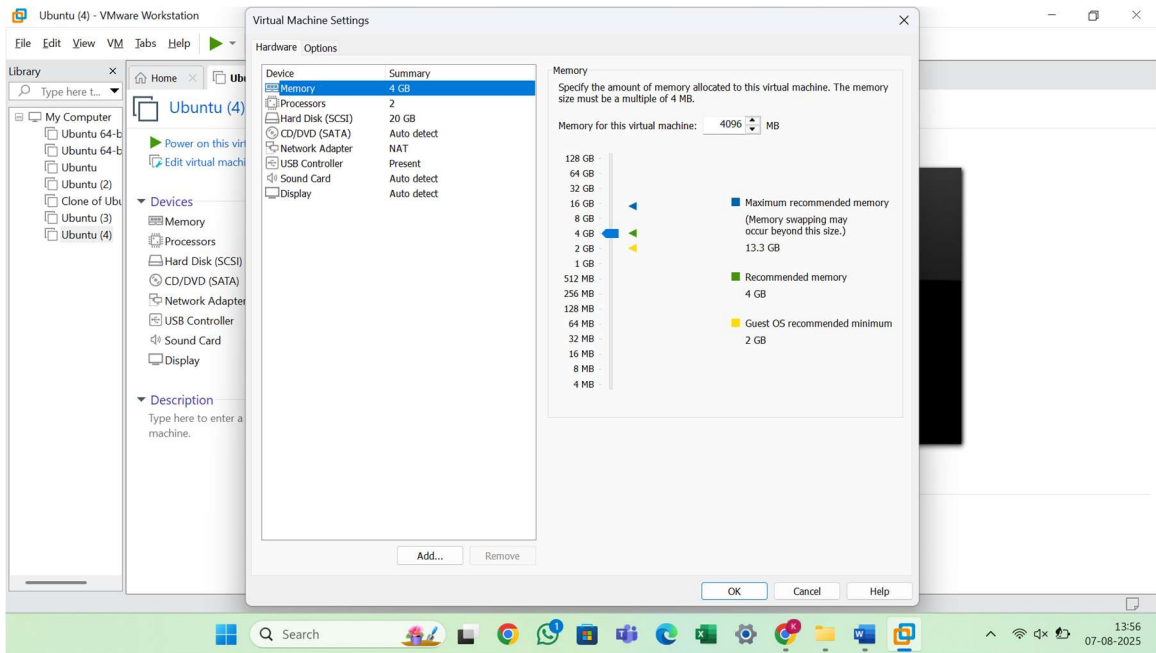 Ubuntu (4) - VMware Workstation
File Edit View VM Tabs Help
Library
Type here t...
My Computer
Ubuntu 64-b
Ubuntu 64-b
Ubuntu
Ubuntu (2)
Clone of Ubu
Ubuntu (3)
Ubuntu (4)
Home
Ubu
Ubuntu (4)
Power on this virt
Edit virtual machi
Devices
Memory
Processors
Hard Disk (SCSI)
CD/DVD (SATA)
Network Adapter
USB Controller
Sound Card
Display
Description
Type here to enter a
machine.
Virtual Machine Settings
Hardware Options
Device Summary
Memory 4 GB
Processors 2
Hard Disk (SCSI) 20 GB
CD/DVD (SATA) Auto detect
Network Adapter NAT
USB Controller Present
Sound Card Auto detect
Display Auto detect
Add... Remove
Memory
Specify the amount of memory allocated to this virtual machine. The memory
size must be a multiple of 4 MB.
Memory for this virtual machine: 4096 MB
128 GB
64 GB
32 GB
16 GB
8 GB
4 GB
2 GB
1 GB
512 MB
256 MB
128 MB
64 MB
32 MB
16 MB
8 MB
4 MB
Maximum recommended memory
(Memory swapping may
occur beyond this size.)
13.3 GB
Recommended memory
4 GB
Guest OS recommended minimum
2 GB
OK Cancel Help
Search
1
K
13:56
07-08-2025